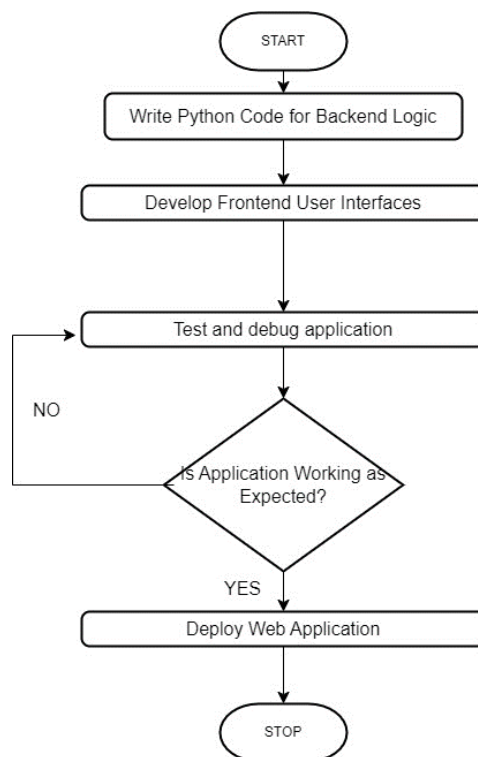 START
Write Python Code for Backend Logic
Develop Frontend User Interfaces
Test and debug application
NO
Is Application Working as
Expected?
YES
Deploy Web Application
STOP